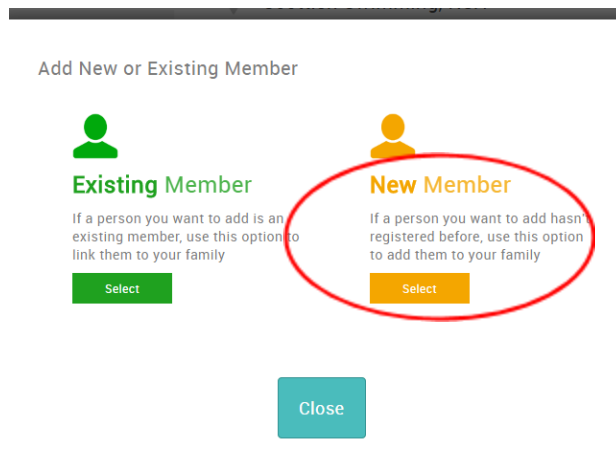 Add New or Existing Member
Existing Member
If a person you want to add is an
existing member, use this option to
link them to your family
Select
New Member
If a person you want to add hasn't
registered before, use this option
to add them to your family
Select
Close